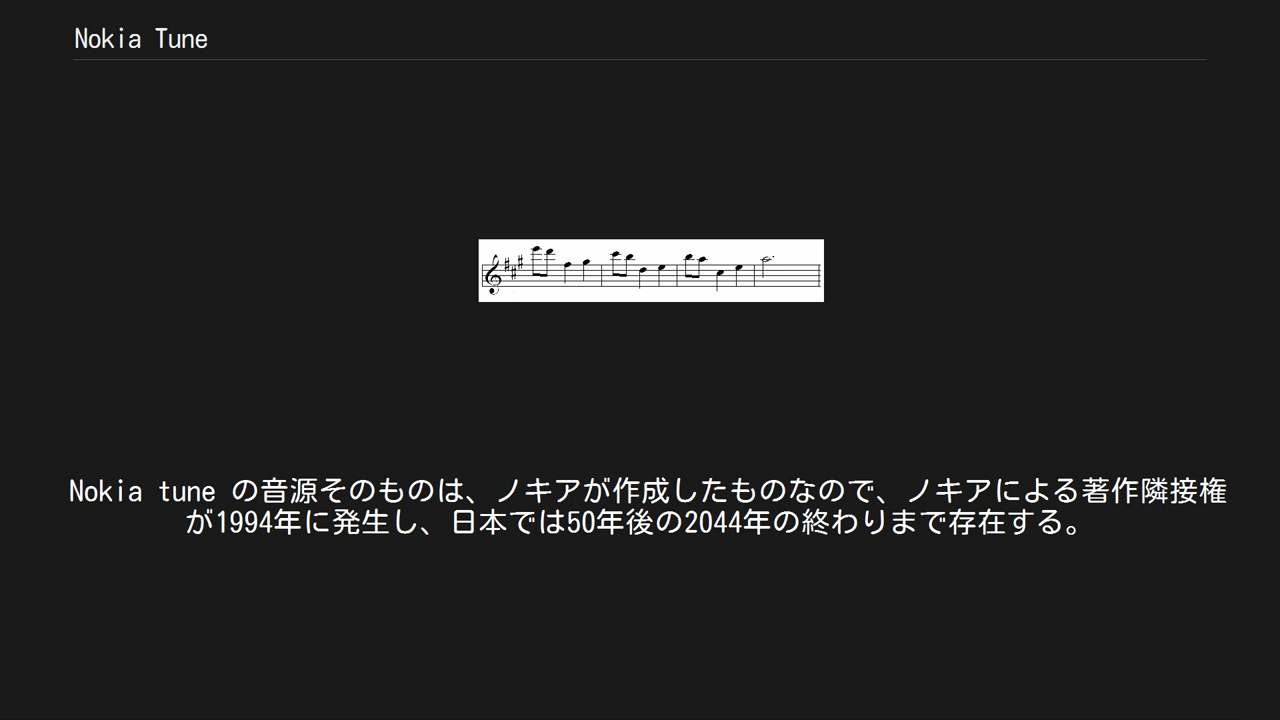 Nokia Tune
Nokia tune の音源そのものは、ノキアが作成したものなので、ノキアによる著作隣接権
が1994年に発生し、日本では50年後の2044年の終わりまで存在する。